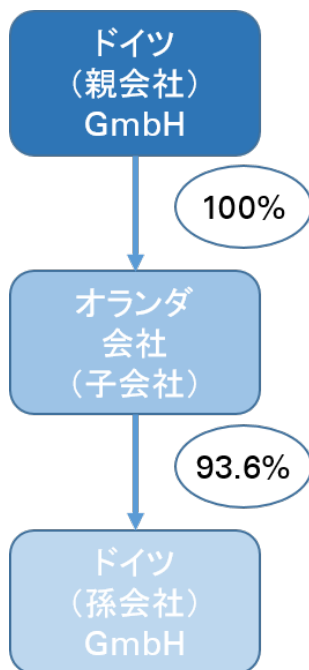 ドイツ
（親会社）
GmbH
100%
オランダ
会社
（子会社）
93.6%
ドイツ
（孫会社）
GmbH